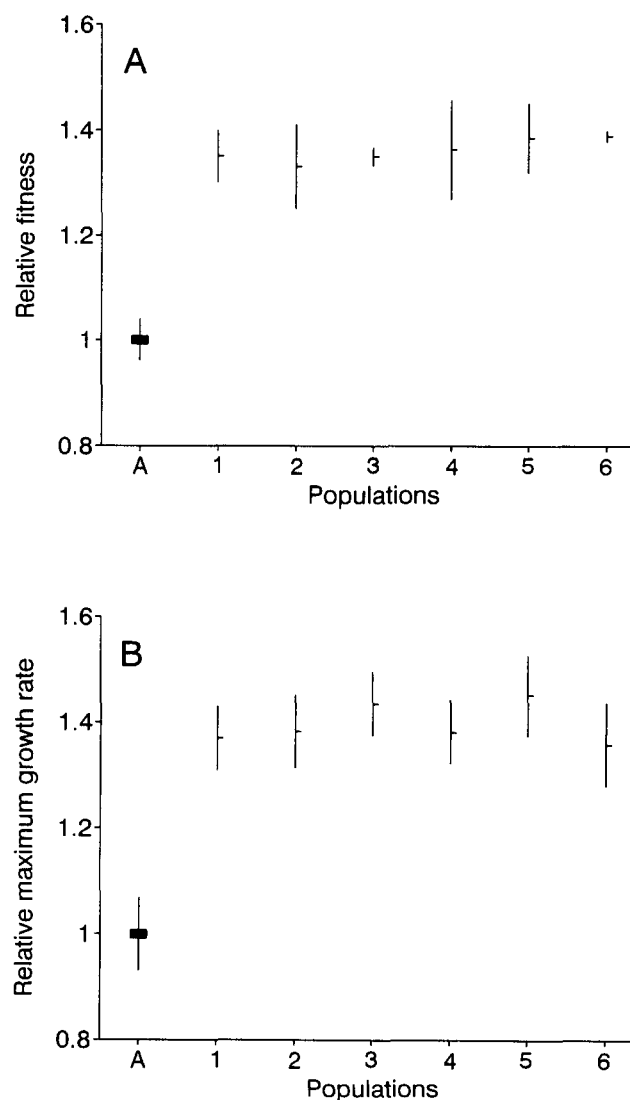 A
1.6
1.4
1.2
1
0.8
Relative fitness
A 1 2 3 4 5 6
Populations
B
1.6
1.4
1.2
1
0.8
Relative maximum growth rate
A 1 2 3 4 5 6
Populations